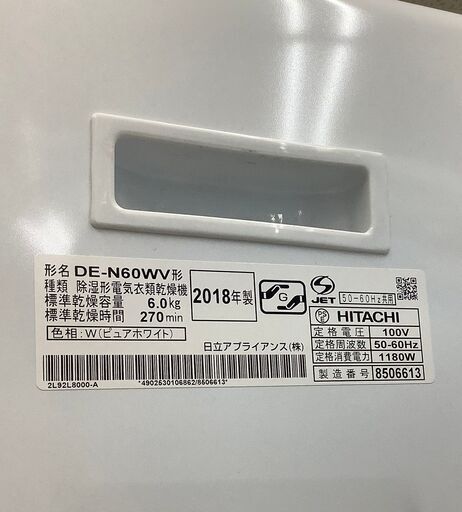 形名 DE-N60WV形
種類 除湿形電気衣類乾燥機
標準乾燥容量 6.0kg
標準乾燥時間 270min
色相:W(ピュアホワイト)
2018年製
G
S
JET
50-60Hz共用
PS
E
HITACHI
定格電圧 100V
定格周波数 50-60Hz
定格消費電力 1180W
製造番号 8506613
日立アプライアンス(株)
2L92L8000-A
*4902530106862/8506613*